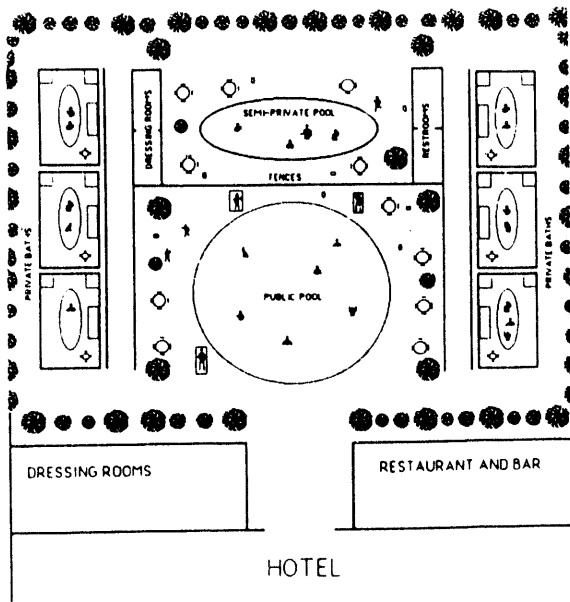 SEMI-PRIVATE POOL
DRESSING ROOMS
RESTROOMS
FENCES
PRIVATE BATHS
PRIVATE BATHS
PUBLIC POOL
DRESSING ROOMS
RESTAURANT AND BAR
HOTEL